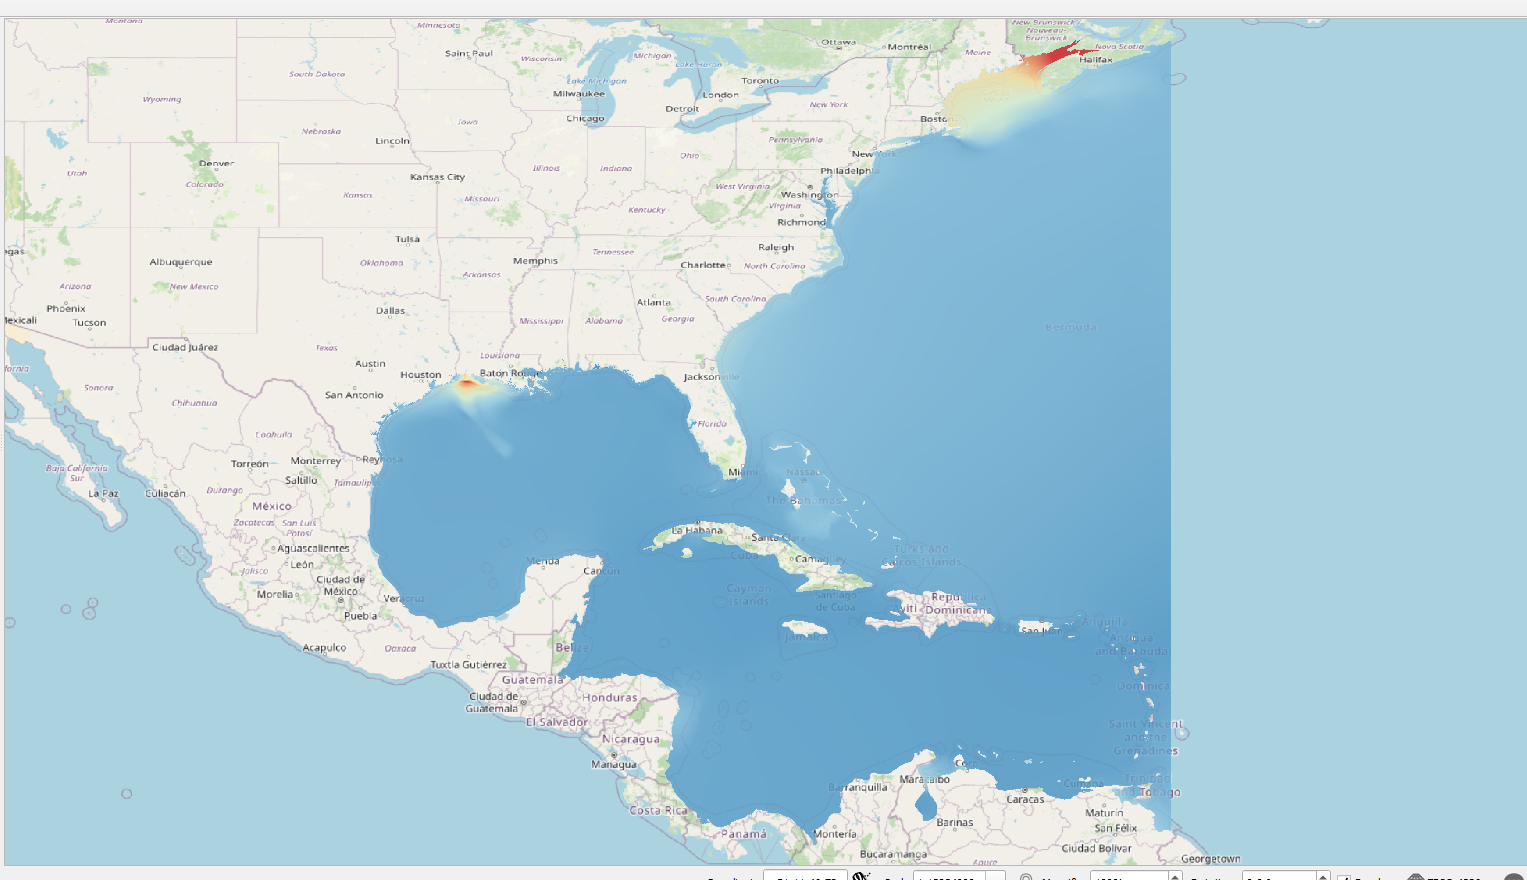 Montana
Minnesota
New Brunswick
Nouveau-
Brunswick
Ottawa
Montréal
Maine
Nova Scotia
Saint Paul
Wisconsin
Michigan
Lake Huron
Halifax
South Dakota
Lake Michigan
Toronto
Wyoming
Milwaukee
London
Detroit
New York
Chicago
Boston
Iowa
Nebraska
Lincoln
Pennsylvania
New York
Denver
Utah
Ohio
Illinois
Indiana
Philadelph
Kansas City
Colorado
Kansas
Missouri
West Virginia
Washington
Virginia
Kentucky
Richmond
Tulsa
Raleigh
egas
Albuquerque
Oklahoma
Memphis
Tennessee
Charlotte
North Carolina
Arkansas
Arizona
New Mexico
Atlanta
South Carolina
Phoenix
Dallas
Mexicali
Tucson
Mississippi
Alabama
Georgia
Bermuda
Ciudad Juárez
Texas
Louisiana
Austin
Houston
Baton Rouge
Jacksonville
fornia
Sonora
San Antonio
Chihuahua
Florida
Coahuila
Torreón
Monterrey
Reynosa
Baja California
Sur
Saltillo
Tamaulipas
Miami
Nassau
La Paz
Culiacán
Durango
México
The Bahamas
Zacatecas
San Luis
Potosí
La Habana
Santa Clara
Aguascalientes
León
Jalisco
Mérida
Cancún
Cuba
Camagüey
Turks and
Caicos Islands
Ciudad de
México
Morelia
Puebla
Veracruz
Cayman
Islands
Santiago
de Cuba
Ayiti
República
Dominicana
Jamaica
San Juan
Anguilla
Acapulco
Oaxaca
Belize
Antigua
and Barbuda
Tuxtla Gutiérrez
Guatemala
Dominica
Ciudad de
Guatemala
Honduras
El Salvador
Saint Vincent
and the
Grenadines
Nicaragua
Managua
Maracaibo
Barranquilla
Cumaná
Trinidad
and Tobago
Caracas
Costa Rica
Barinas
Maturín
San Félix
Panamá
Montería
Ciudad Bolívar
Bucaramanga
Apure
Georgetown